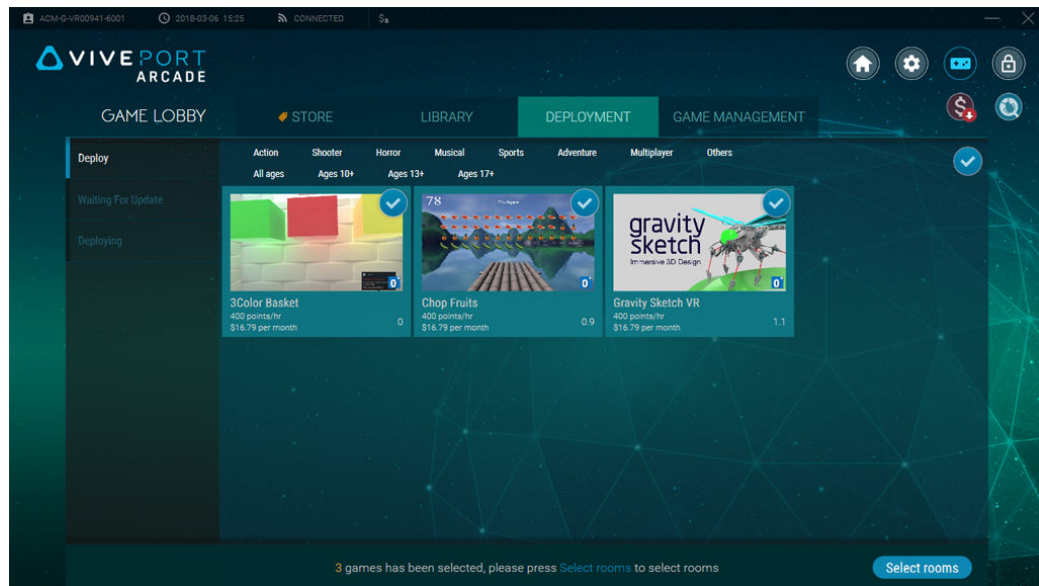 ACM-G-VR00941-6001 2018-03-06 15:25 CONNECTED $s
VIVEPORT
ARCADE
GAME LOBBY STORE LIBRARY DEPLOYMENT GAME MANAGEMENT
Deploy
Waiting For Update
Deploying
Action Shooter Horror Musical Sports Adventure Multiplayer Others
All ages Ages 10+ Ages 13+ Ages 17+
0+
3Color Basket
400 points/hr
$16.79 per month 0
78
0+
Chop Fruits
400 points/hr
$16.79 per month 0.9
gravity
sketch
Immersive 3D Design
0+
Gravity Sketch VR
400 points/hr
$16.79 per month 1.1
3 games has been selected, please press Select rooms to select rooms
Select rooms